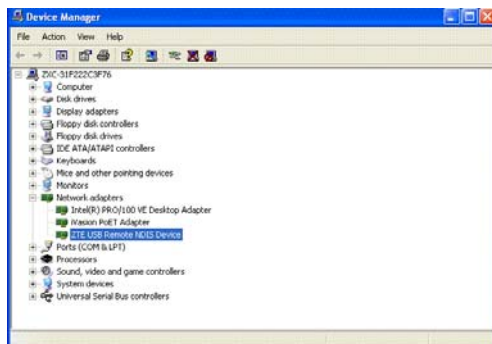 Device Manager
File Action View Help
ZXC-31F222C3F76
Computer
Disk drives
Display adapters
Floppy disk controllers
Floppy disk drives
IDE ATA/ATAPI controllers
Keyboards
Mice and other pointing devices
Monitors
Network adapters
Intel(R) PRO/100 VE Desktop Adapter
iVasion PoET Adapter
ZTE USB Remote NDIS Device
Ports (COM & LPT)
Processors
Sound, video and game controllers
System devices
Universal Serial Bus controllers